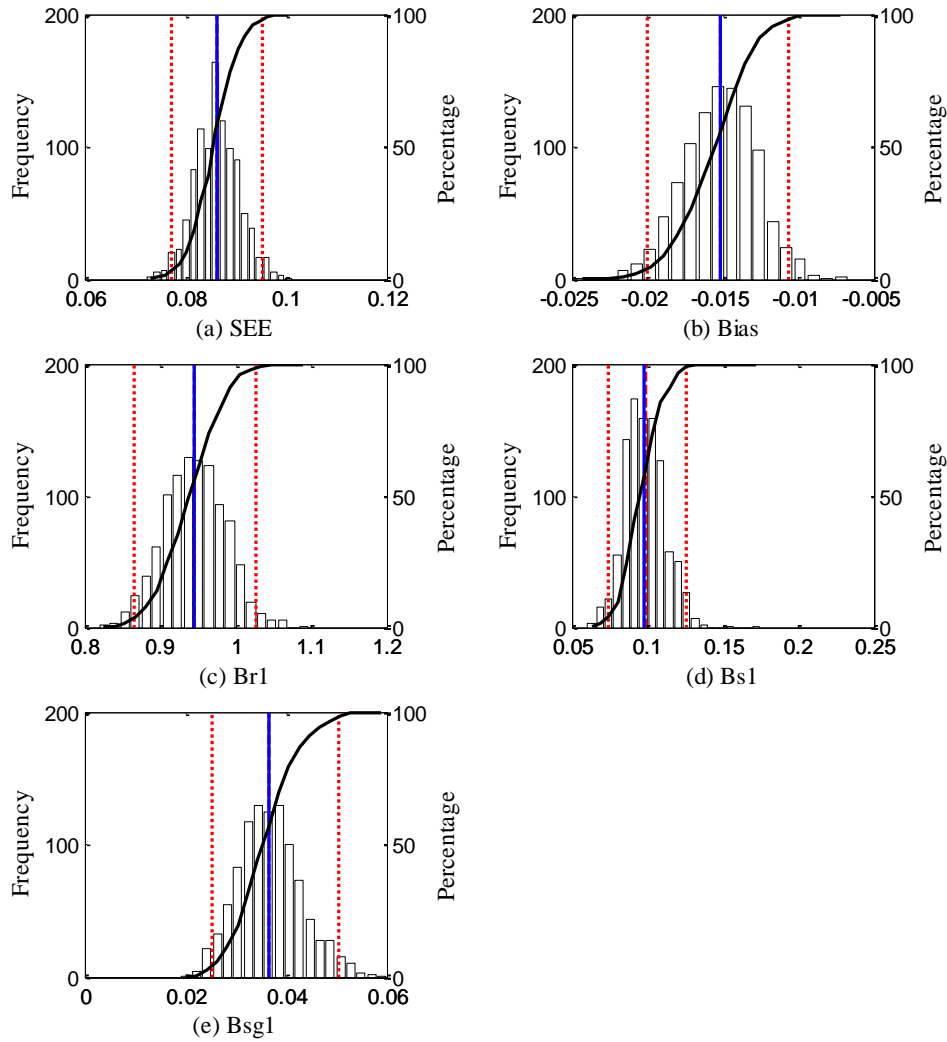 200 100
Frequency Percentage
100 50
0 0
0.06 0.08 0.1 0.12
(a) SEE
200 100
Frequency Percentage
100 50
0 0
-0.025 -0.02 -0.015 -0.01 -0.005
(b) Bias
200 100
Frequency Percentage
100 50
0 0
0.8 0.9 1 1.1 1.2
(c) Br1
200 100
Frequency Percentage
100 50
0 0
0.05 0.1 0.15 0.2 0.25
(d) Bs1
200 100
Frequency Percentage
100 50
0 0
0 0.02 0.04 0.06
(e) Bsg1